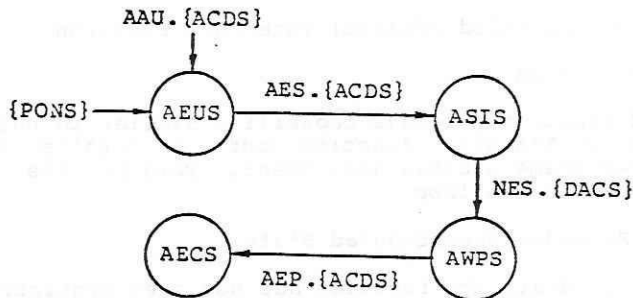 AAU.{ACDS}
{PONS}
AEUS
AES.{ACDS}
ASIS
NES.{DACS}
AECS
AEP.{ACDS}
AWPS